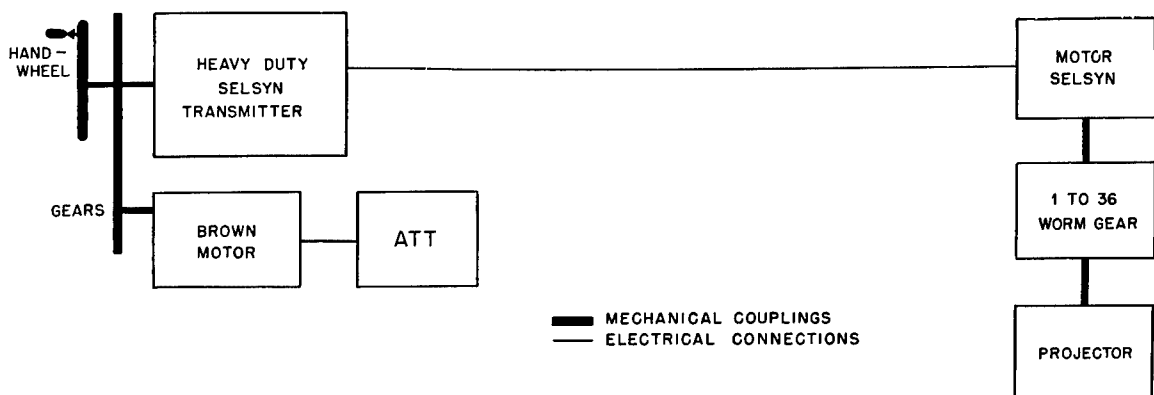 HAND-
WHEEL
HEAVY DUTY
SELSYN
TRANSMITTER
MOTOR
SELSYN
GEARS
BROWN
MOTOR
ATT
1 TO 36
WORM GEAR
MECHANICAL COUPLINGS
ELECTRICAL CONNECTIONS
PROJECTOR